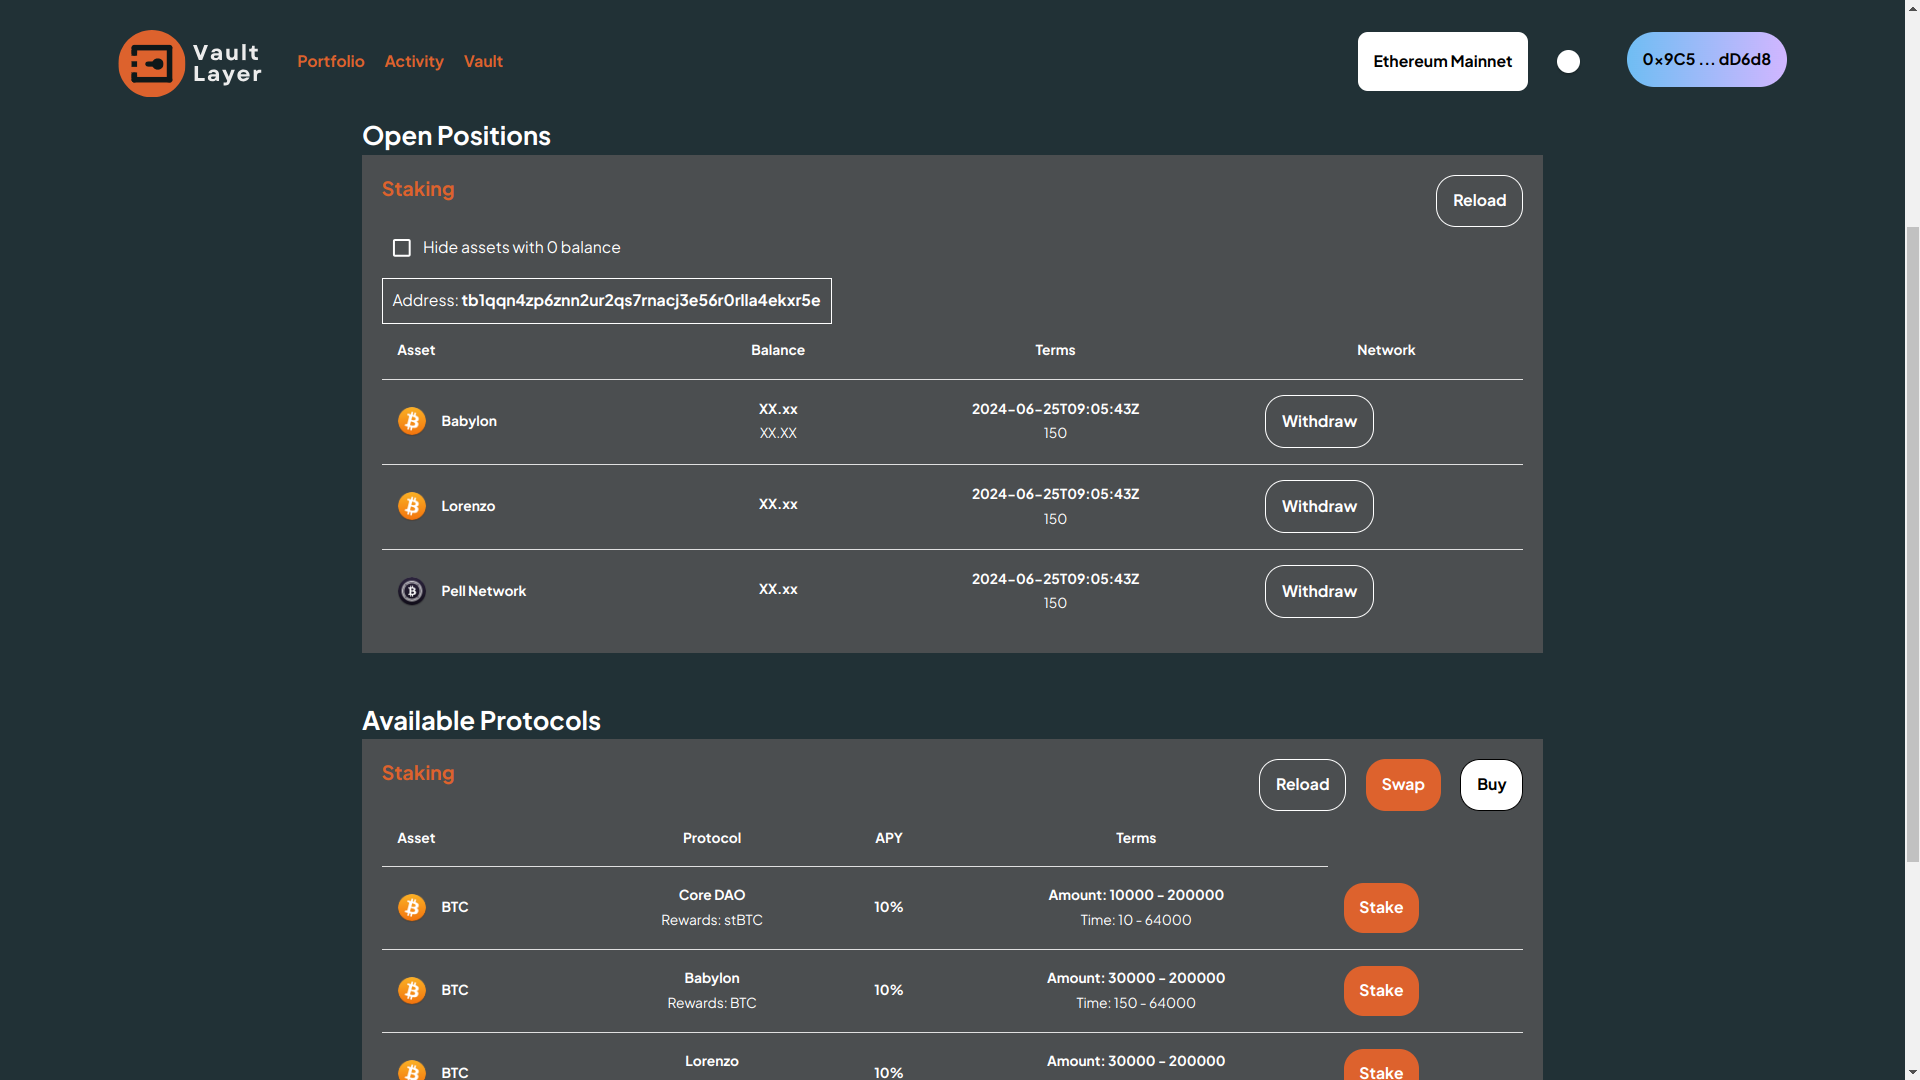 Vault
Layer
Portfolio Activity Vault
Ethereum Mainnet
0x9C5 ... dD6d8
Open Positions
Staking
Reload
Hide assets with 0 balance
Address: tb1qqn4zp6znn2ur2qs7rnacj3e56r0rlla4ekxr5e
Asset Balance Terms Network
Babylon
XX.xx
XX.XX
2024-06-25T09:05:43Z
150
Withdraw
Lorenzo
XX.xx
2024-06-25T09:05:43Z
150
Withdraw
Pell Network
XX.xx
2024-06-25T09:05:43Z
150
Withdraw
Available Protocols
Staking
Reload
Swap
Buy
Asset Protocol APY Terms
BTC
Core DAO
Rewards: stBTC
10%
Amount: 10000 - 200000
Time: 10 - 64000
Stake
BTC
Babylon
Rewards: BTC
10%
Amount: 30000 - 200000
Time: 150 - 64000
Stake
BTC
Lorenzo
10%
Amount: 30000 - 200000
Stake